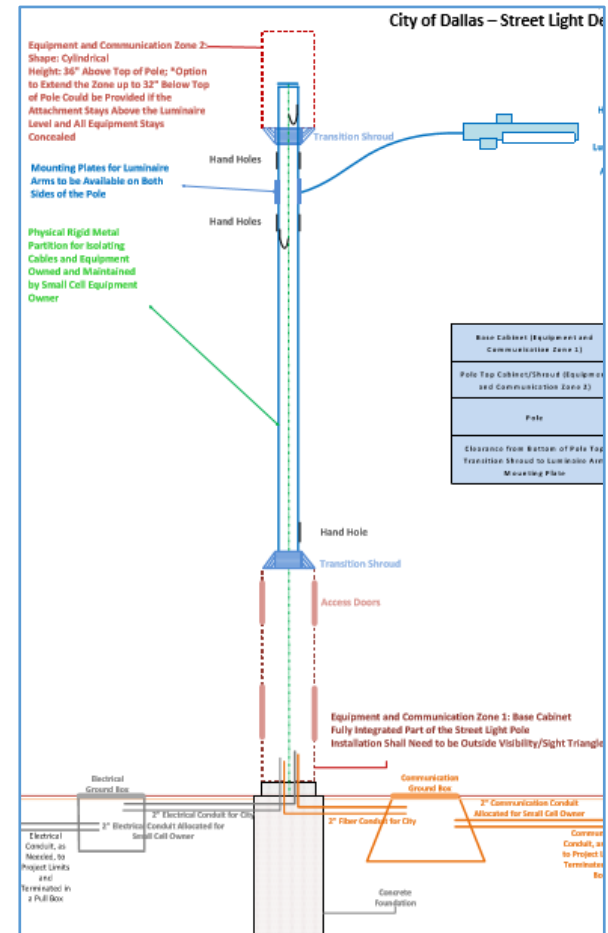 City of Dallas – Street Light De
Equipment and Communication Zone 2:
Shape: Cylindrical
Height: 36" Above Top of Pole; *Option
to Extend the Zone up to 32" Below Top
of Pole Could be Provided if the
Attachment Stays Above the Luminaire
Level and All Equipment Stays
Concealed
Transition Shroud
Hand Holes
Mounting Plates for Luminaire
Arms to be Available on Both
Sides of the Pole
Hand Holes
Physical Rigid Metal
Partition for Isolating
Cables and Equipment
Owned and Maintained
by Small Cell Equipment
Owner
Base Cabinet (Equipment and
Communication Zone 1)
Pole Top Cabinet/Shroud (Equipmen
and Communication Zone 2)
Pole
Clearance from Bottom of Pole Top
Transition Shroud to Luminaire Arm
Mounting Plate
Hand Hole
Transition Shroud
Access Doors
Equipment and Communication Zone 1: Base Cabinet
Fully Integrated Part of the Street Light Pole
Installation Shall Need to be Outside Visibility/Sight Triangle
Electrical
Ground Box
Communication
Ground Box
2" Electrical Conduit for City
2" Electrical Conduit Allocated for
Small Cell Owner
2" Fiber Conduit for City
2" Communication Conduit
Allocated for Small Cell Owner
Electrical
Conduit, as
Needed, to
Project Limits
and
Terminated in
a Pull Box
Commun
Conduit, a
to Project L
Terminate
Bo
Concrete
Foundation